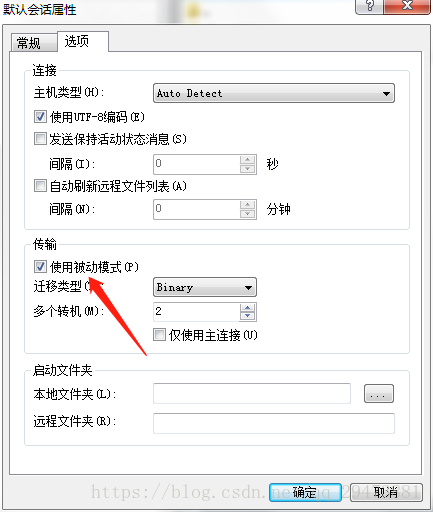 默认会话属性
常规 选项
连接
主机类型(H): Auto Detect
使用UTF-8编码(E)
发送保持活动状态消息(S)
间隔(I): 0 秒
自动刷新远程文件列表(A)
间隔(N): 0 分钟
传输
使用被动模式(P)
迁移类型( Binary
多个转机(M): 2
仅使用主连接(U)
启动文件夹
本地文件夹(L): ...
远程文件夹(R):
确定 取消
https://blog.csdn.net